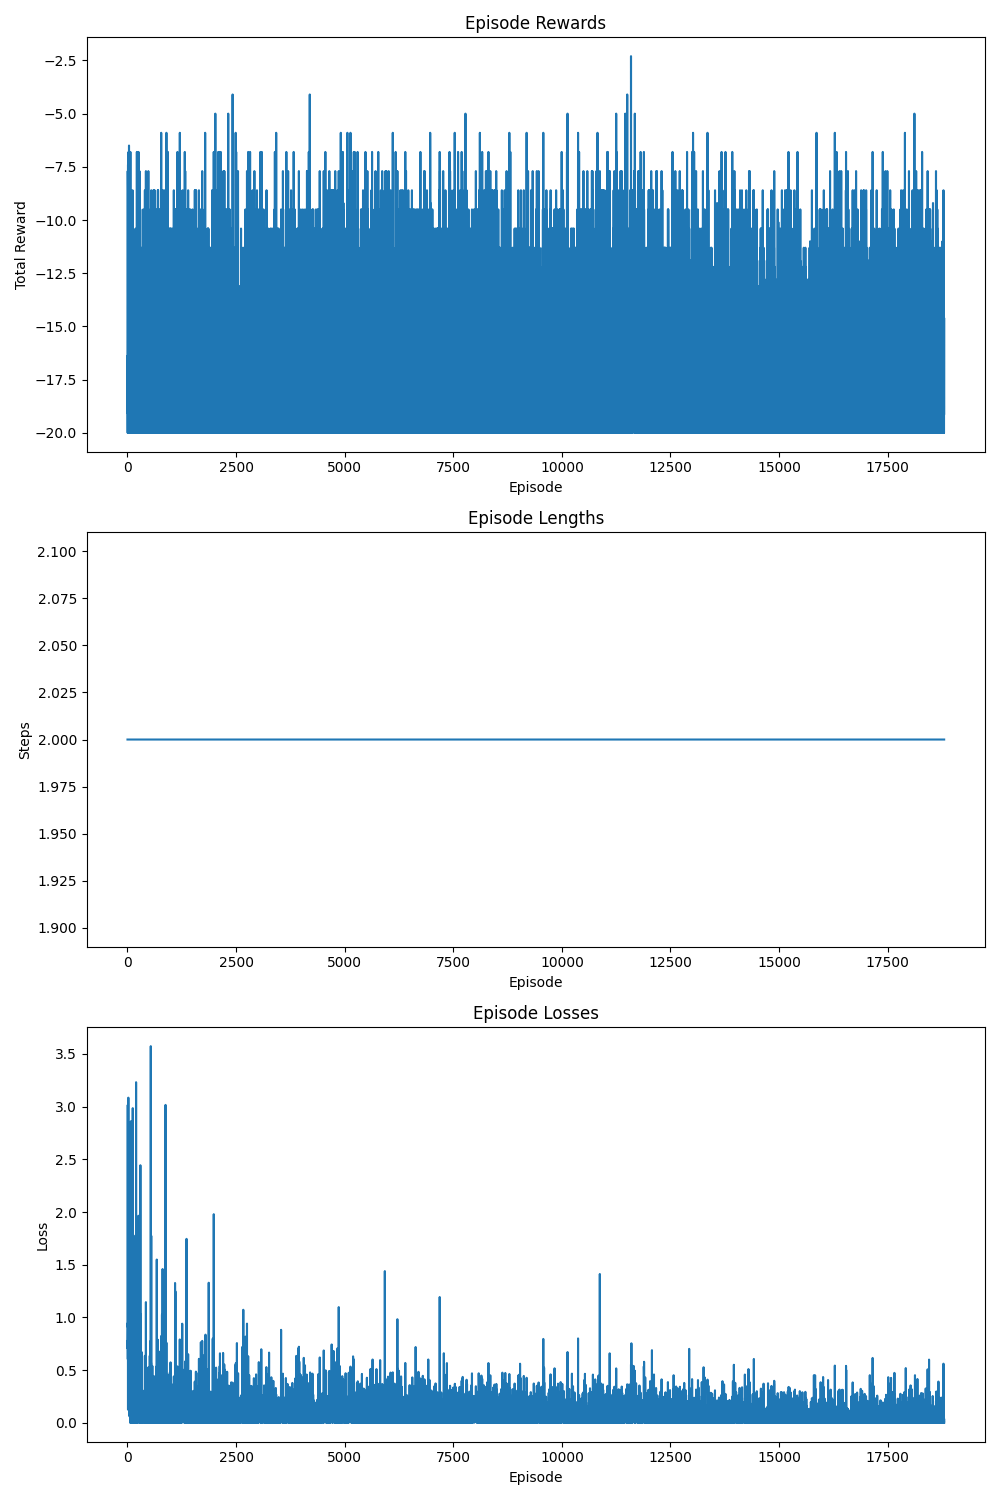 Episode Rewards
−2.5
−5.0
−7.5
−10.0
−12.5
−15.0
−17.5
−20.0
Total Reward
0 2500 5000 7500 10000 12500 15000 17500
Episode
Episode Lengths
2.100
2.075
2.050
2.025
2.000
1.975
1.950
1.925
1.900
Steps
0 2500 5000 7500 10000 12500 15000 17500
Episode
Episode Losses
3.5
3.0
2.5
2.0
1.5
1.0
0.5
0.0
Loss
0 2500 5000 7500 10000 12500 15000 17500
Episode